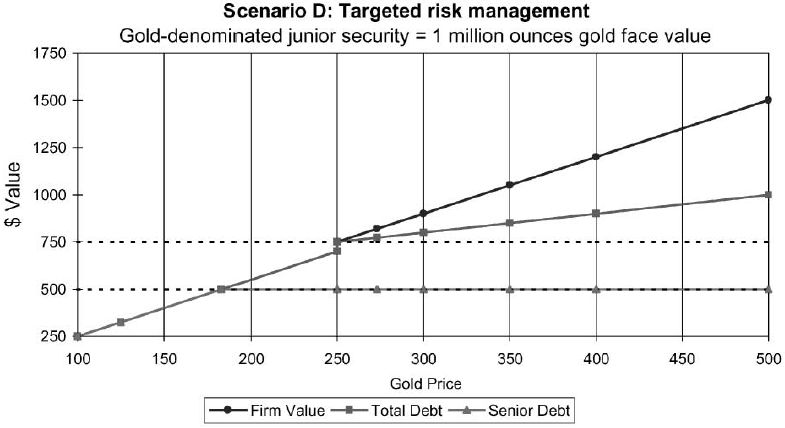 Scenario D: Targeted risk management
Gold-denominated junior security = 1 million ounces gold face value
$ Value
1750
1500
1250
1000
750
500
250
100 150 200 250 300 350 400 450 500
Gold Price
Firm Value Total Debt Senior Debt